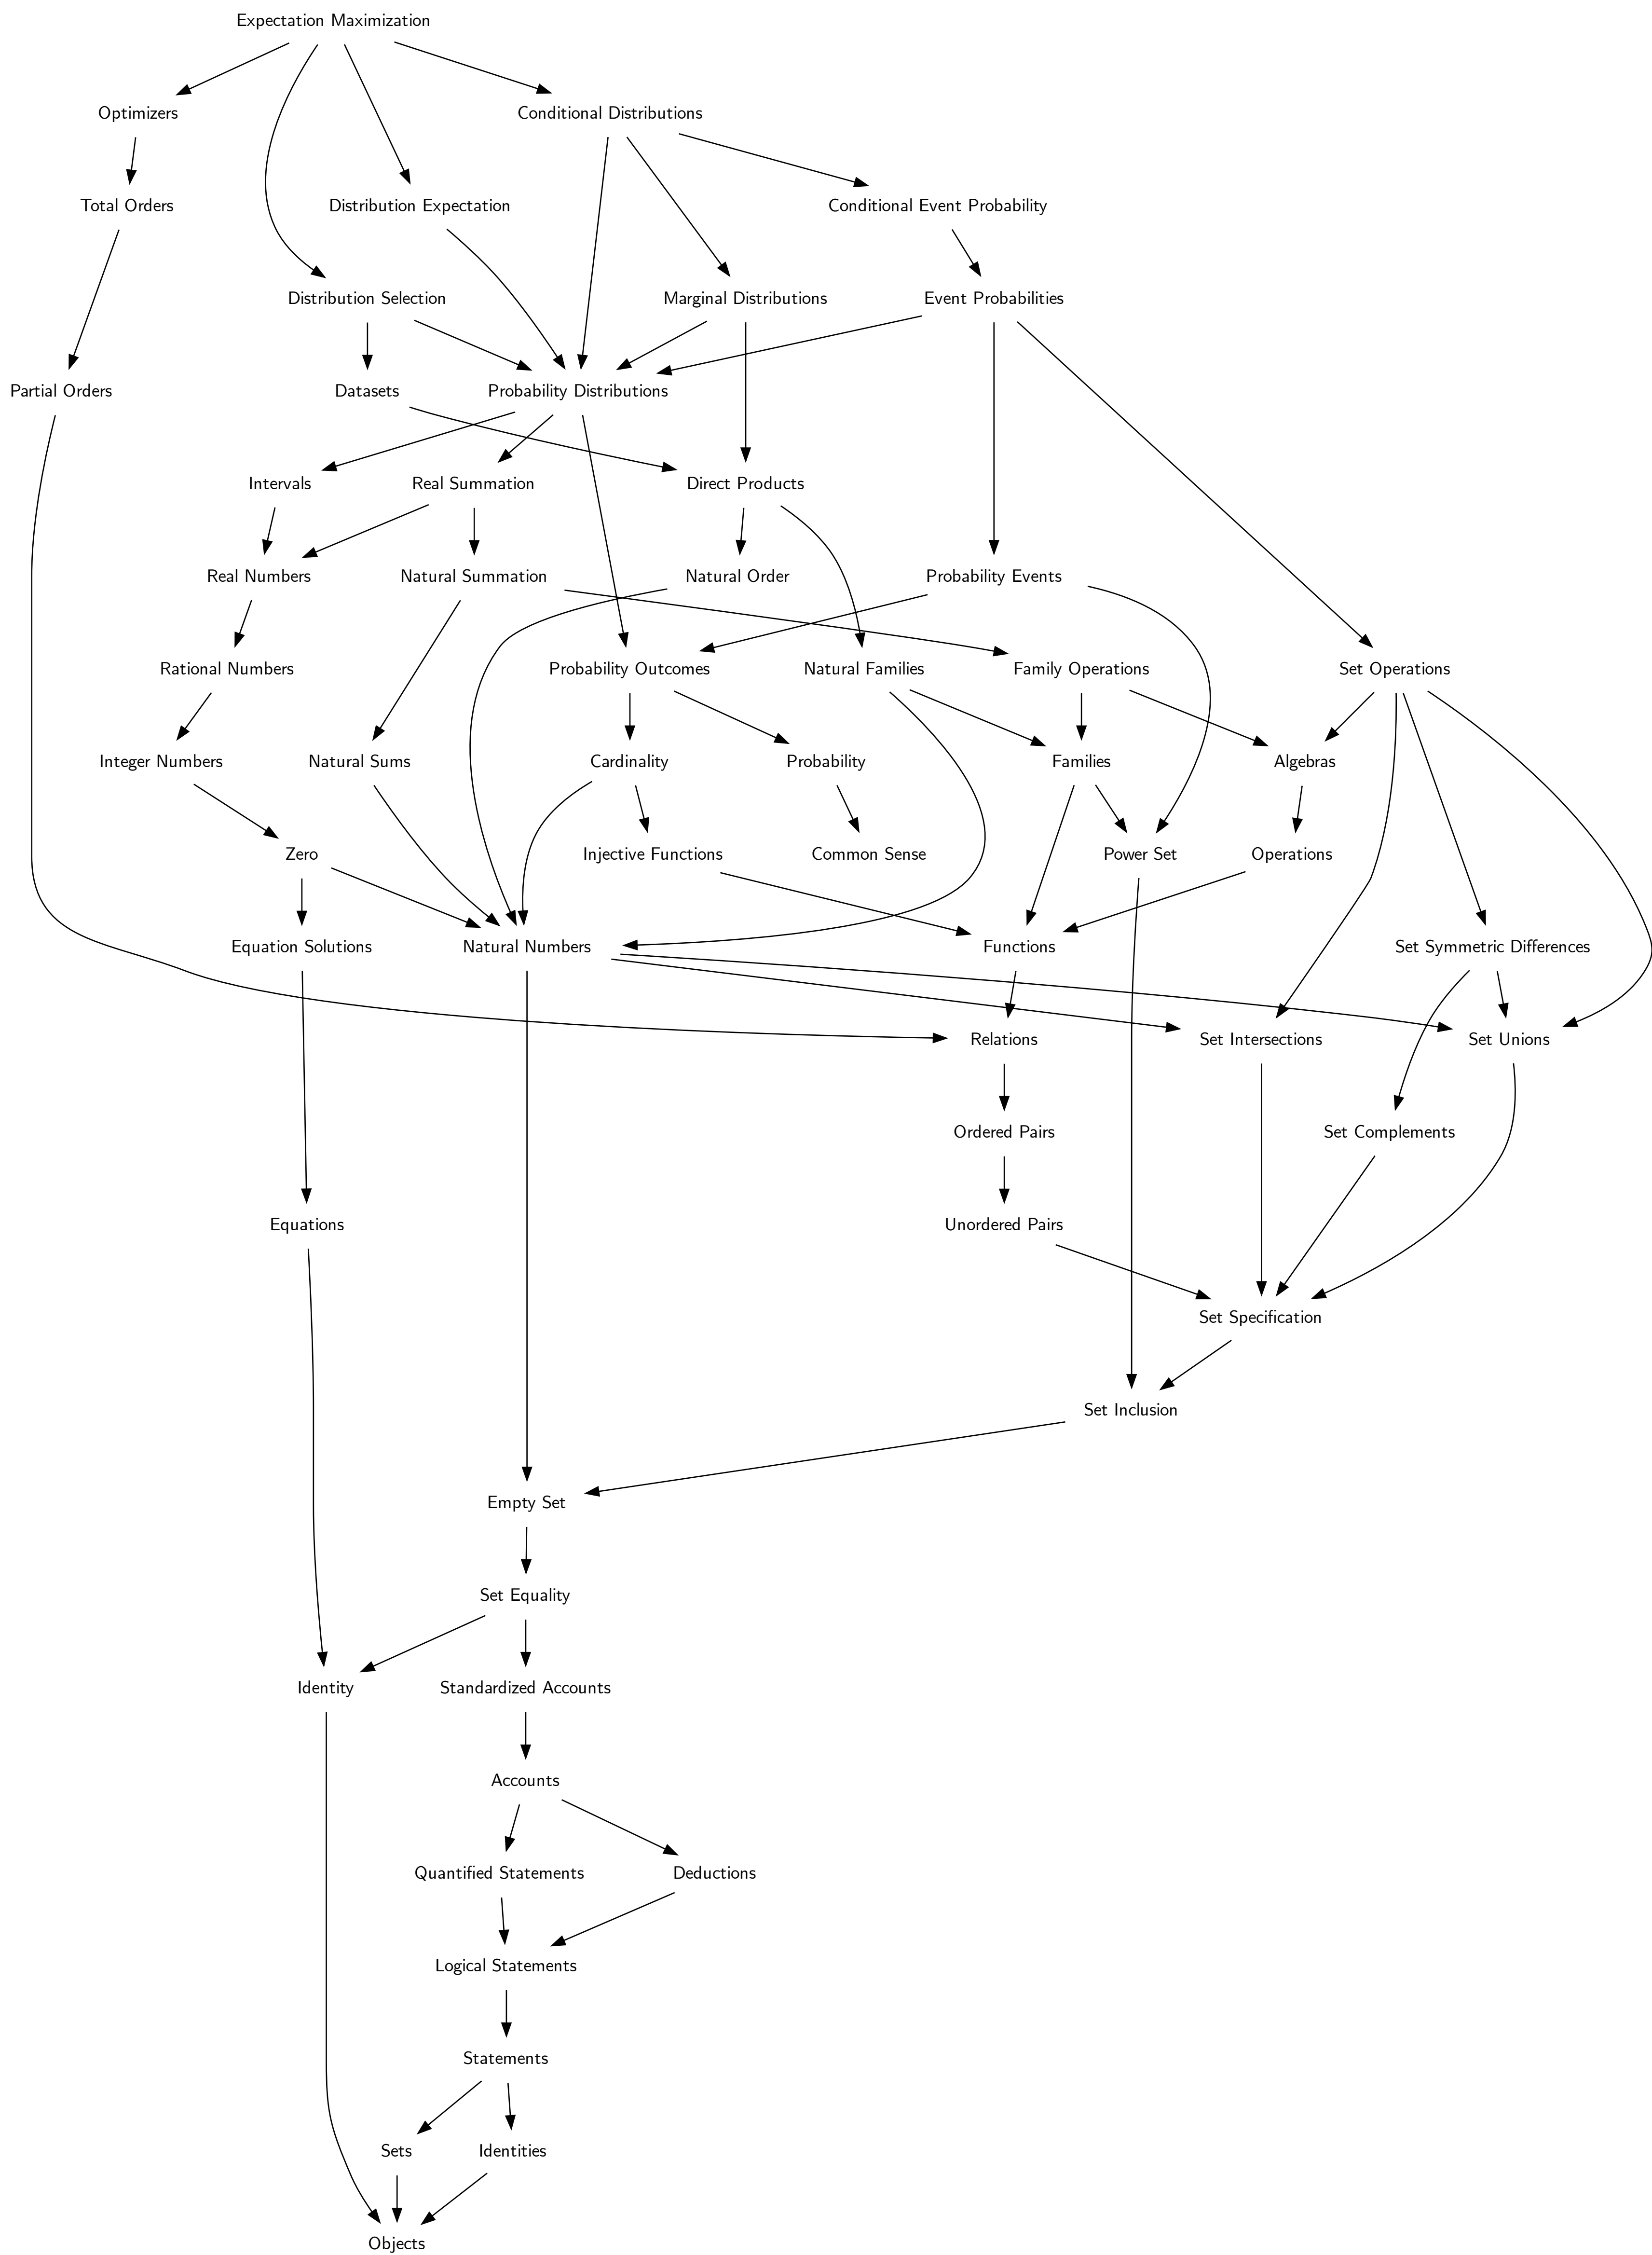 Expectation Maximization
Optimizers
Conditional Distributions
Total Orders
Distribution Expectation
Conditional Event Probability
Distribution Selection
Marginal Distributions
Event Probabilities
Partial Orders
Datasets
Probability Distributions
Intervals
Real Summation
Direct Products
Real Numbers
Natural Summation
Natural Order
Probability Events
Rational Numbers
Probability Outcomes
Natural Families
Family Operations
Set Operations
Integer Numbers
Natural Sums
Cardinality
Probability
Families
Algebras
Zero
Injective Functions
Common Sense
Power Set
Operations
Equation Solutions
Natural Numbers
Functions
Set Symmetric Differences
Relations
Set Intersections
Set Unions
Ordered Pairs
Set Complements
Equations
Unordered Pairs
Set Specification
Set Inclusion
Empty Set
Set Equality
Identity
Standardized Accounts
Accounts
Quantified Statements
Deductions
Logical Statements
Statements
Sets
Identities
Objects